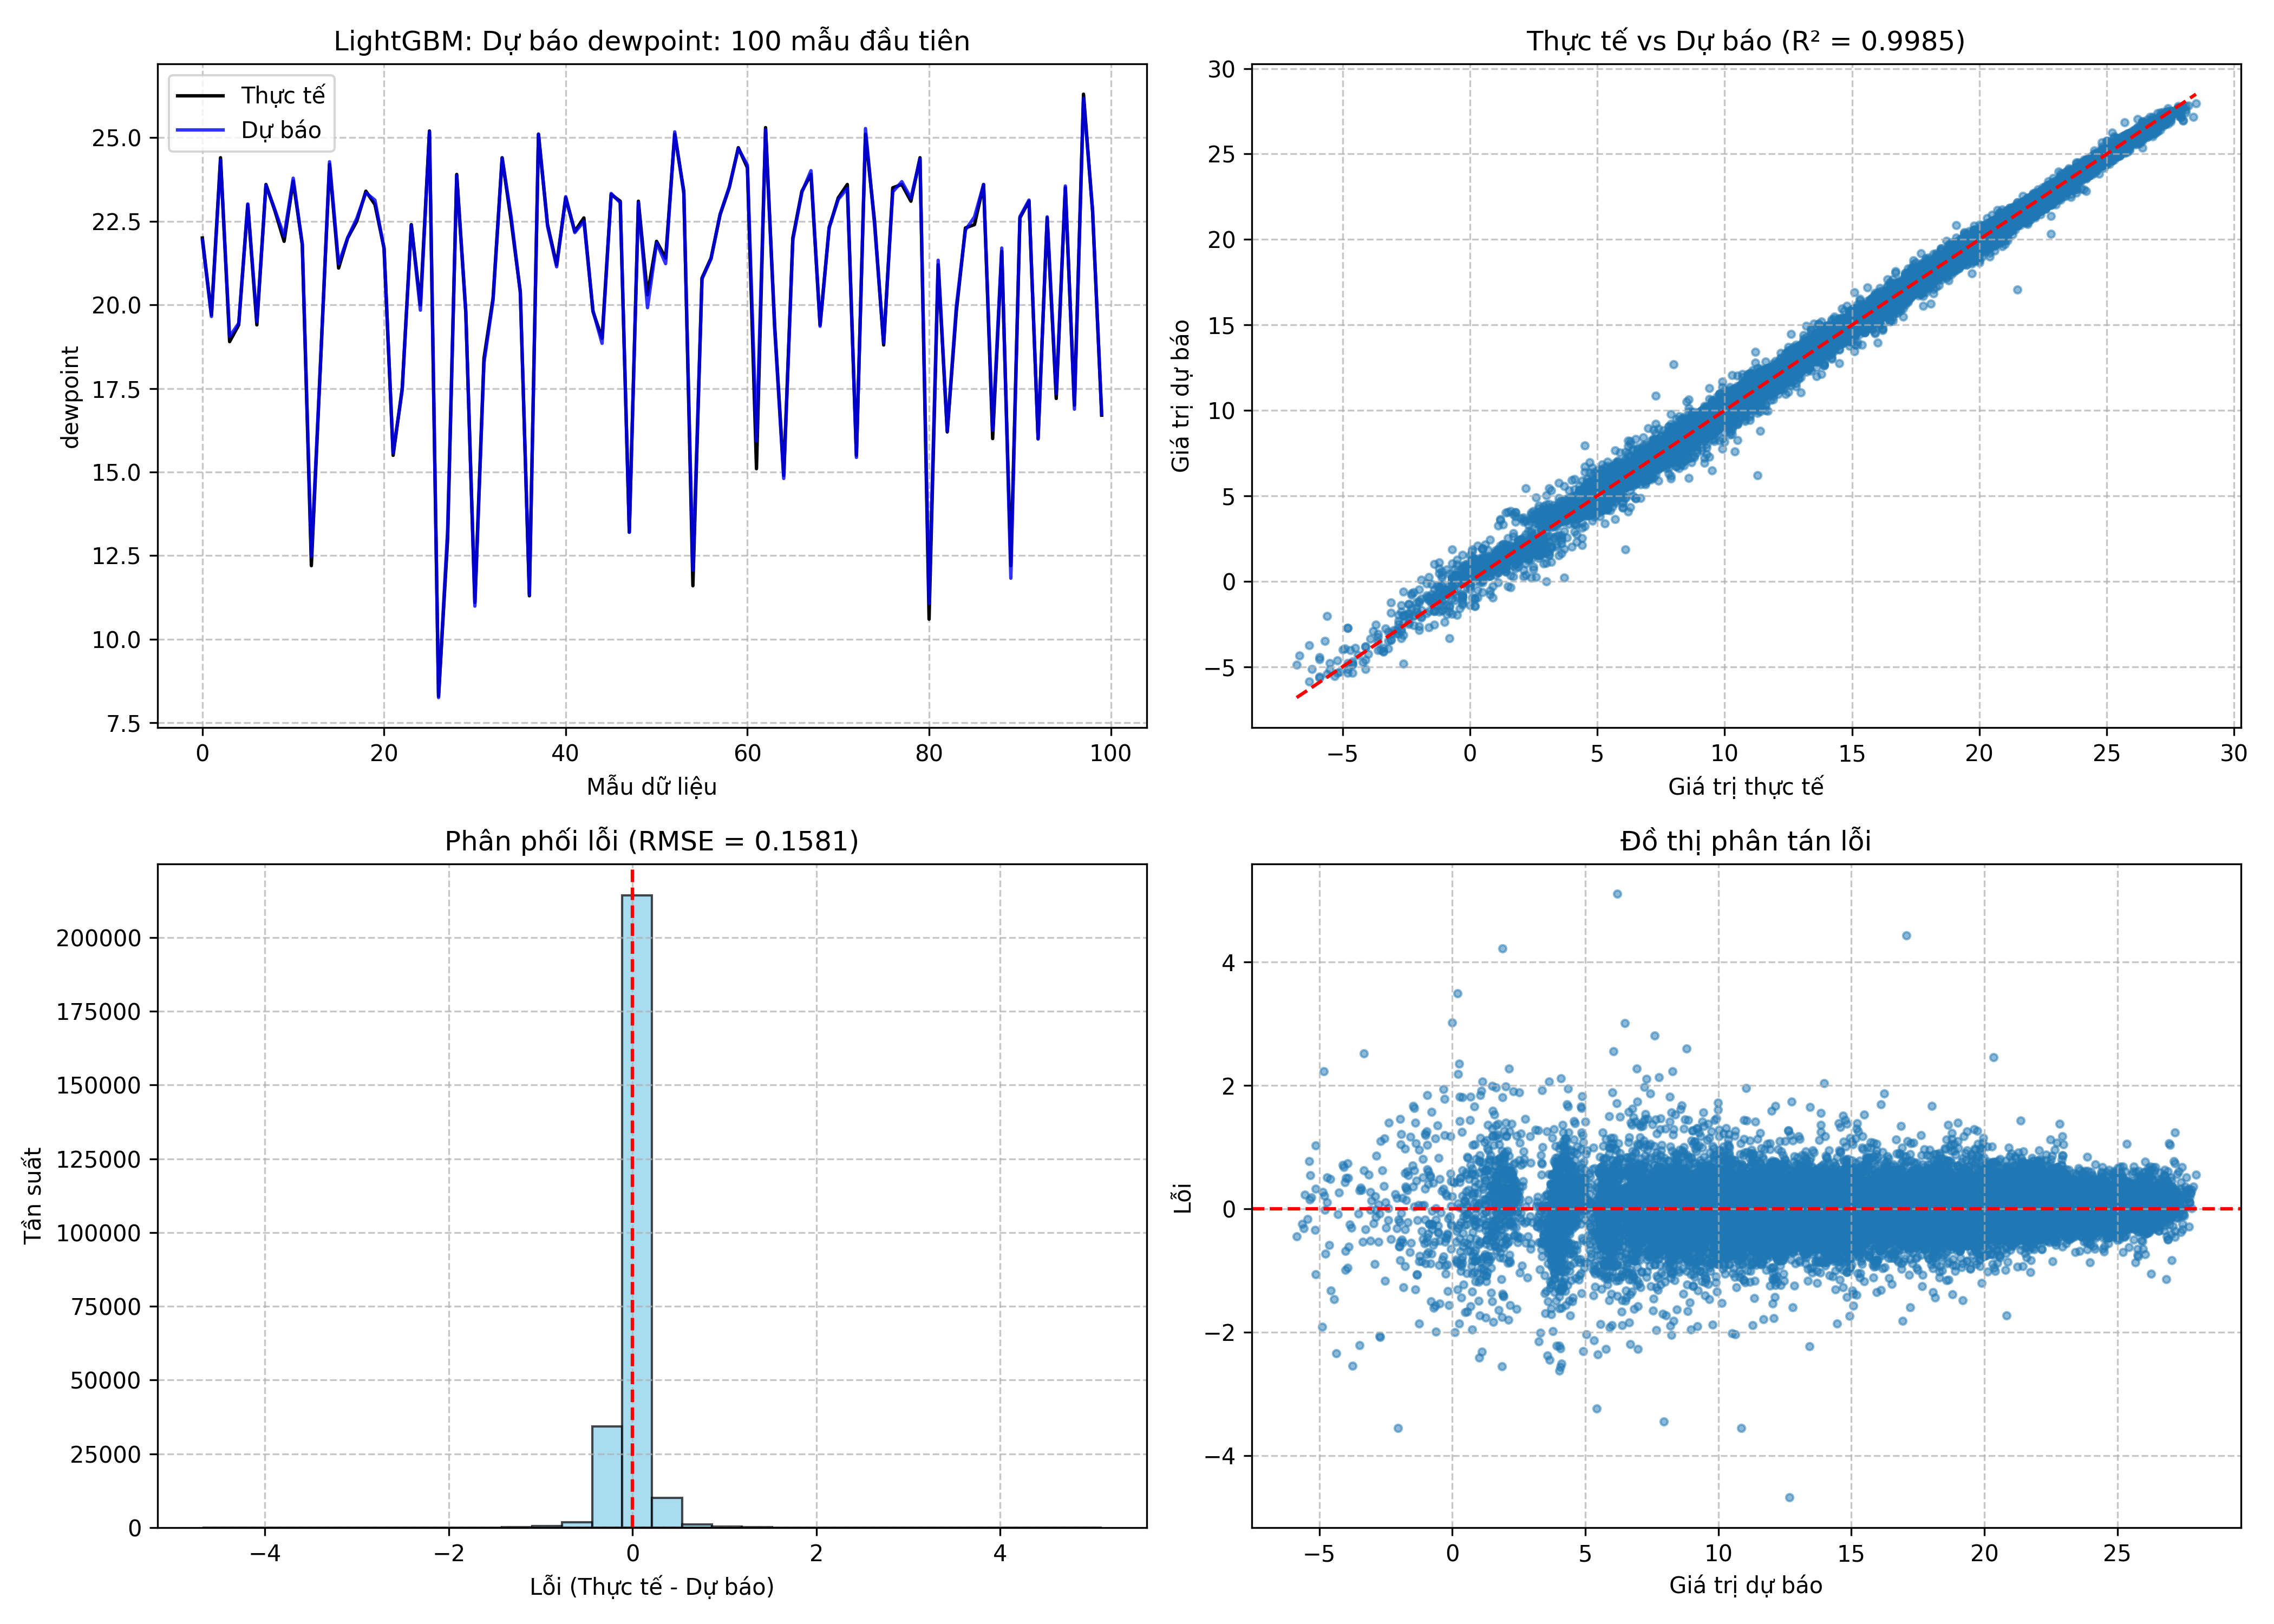 LightGBM: Dự báo dewpoint: 100 mẫu đầu tiên
Thực tế
Dự báo
25.0
22.5
20.0
17.5
15.0
12.5
10.0
7.5
dewpoint
0 20 40 60 80 100
Mẫu dữ liệu
Thực tế vs Dự báo (R² = 0.9985)
30
25
20
15
10
5
0
−5
Giá trị dự báo
−5 0 5 10 15 20 25 30
Giá trị thực tế
Phân phối lỗi (RMSE = 0.1581)
200000
175000
150000
125000
100000
75000
50000
25000
0
Tần suất
−4 −2 0 2 4
Lỗi (Thực tế - Dự báo)
Đồ thị phân tán lỗi
4
2
0
−2
−4
Lỗi
−5 0 5 10 15 20 25
Giá trị dự báo